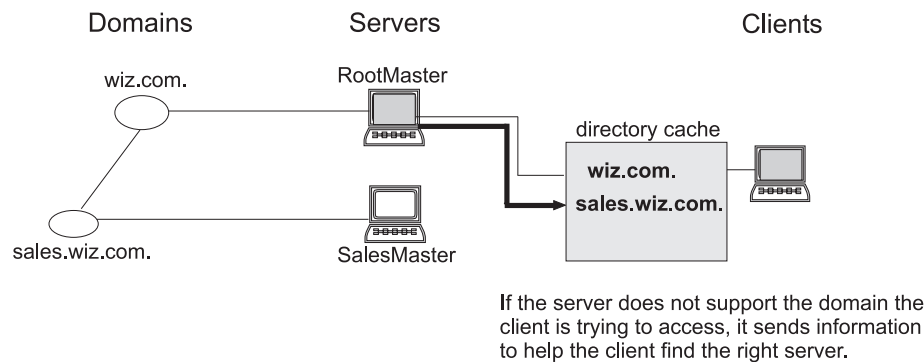 Domains
Servers
Clients
wiz.com.
RootMaster
directory cache
wiz.com.
sales.wiz.com.
sales.wiz.com.
SalesMaster
If the server does not support the domain the
client is trying to access, it sends information
to help the client find the right server.